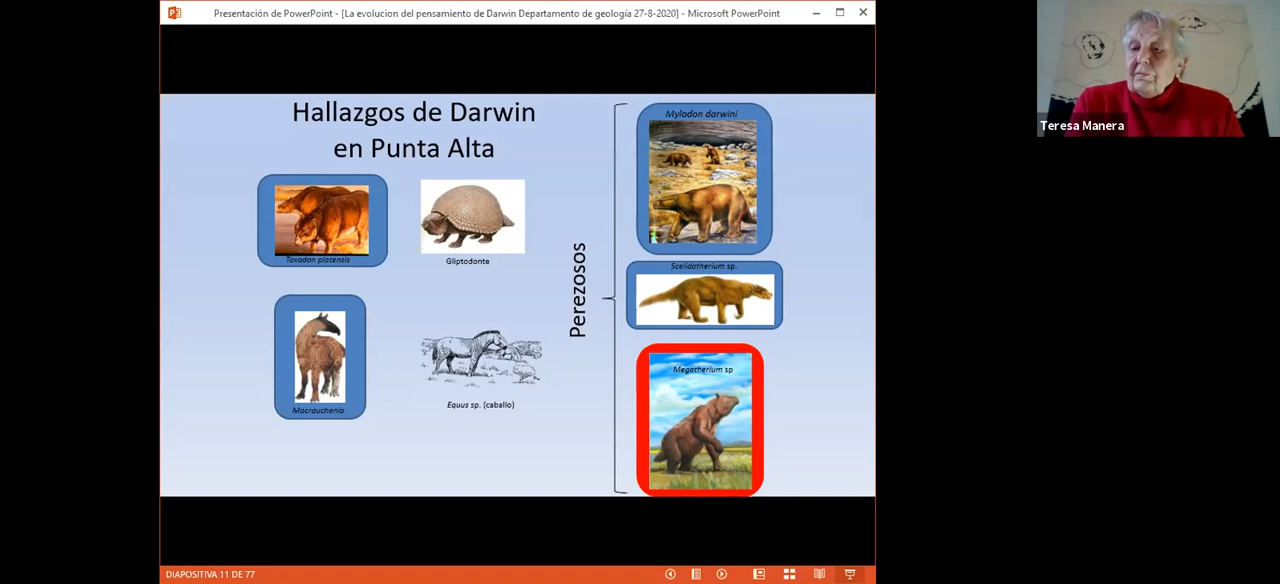 Presentación de PowerPoint - [La evolucion del pensamiento de Darwin Departamento de geología 27-8-2020] - Microsoft PowerPoint
Hallazgos de Darwin
en Punta Alta
Toxodon platensis
Gliptodonte
Macrauchenia
Equus sp. (caballo)
Perezosos
Mylodon darwini
Scelidotherium sp.
Megatherium sp
DIAPOSITIVA 11 DE 77
Teresa Manera